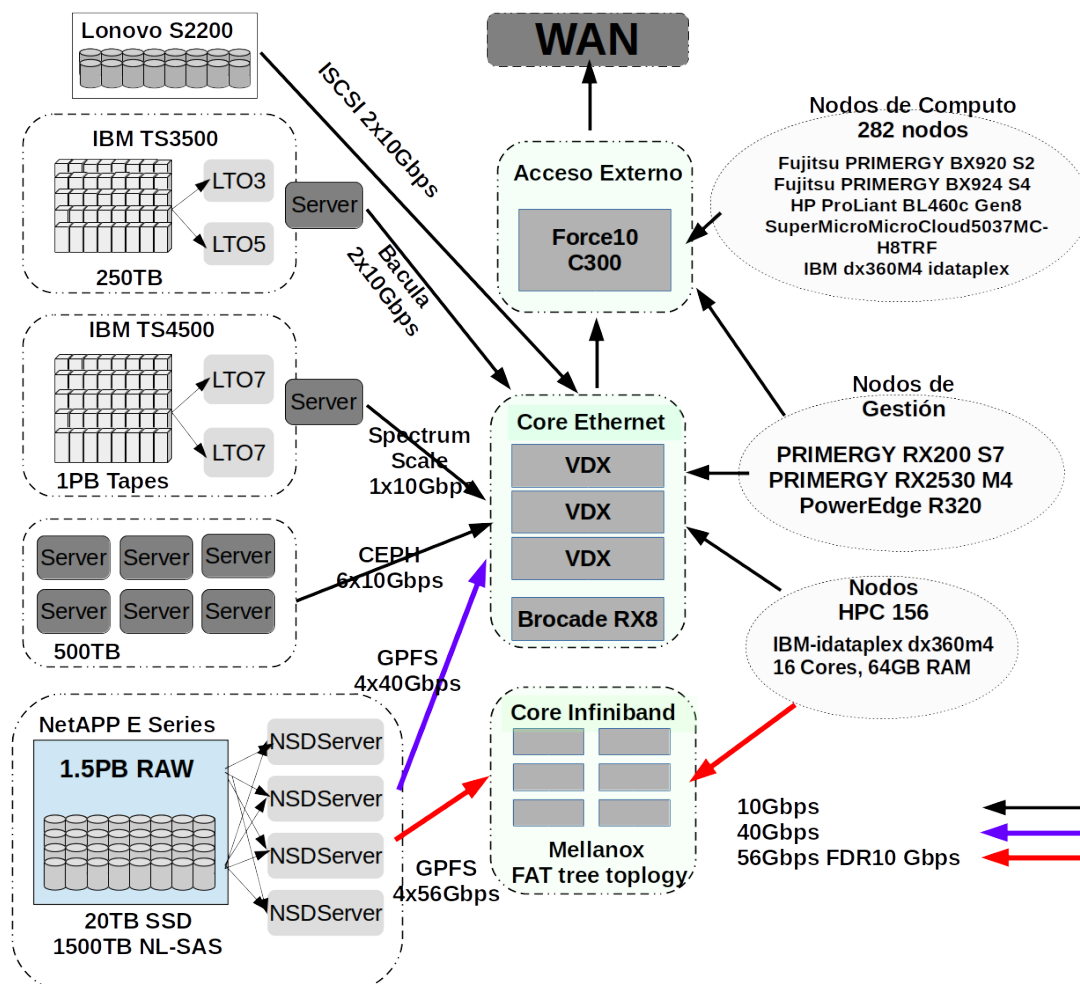 Lonovo S2200
WAN
ISCSI 2x10Gbps
Nodos de Computo
282 nodos
Fujitsu PRIMERGY BX920 S2
Fujitsu PRIMERGY BX924 S4
HP ProLiant BL460c Gen8
SuperMicroMicroCloud5037MC-
H8TRF
IBM dx360M4 idataplex
IBM TS3500
LTO3
LTO5
250TB
Server
Bacula
2x10Gbps
Acceso Externo
Force10
C300
IBM TS4500
LTO7
LTO7
1PB Tapes
Server
Spectrum
Scale
1x10Gbps
Core Ethernet
VDX
VDX
VDX
Brocade RX8
Nodos de
Gestión
PRIMERGY RX200 S7
PRIMERGY RX2530 M4
PowerEdge R320
Server
Server
Server
Server
Server
Server
500TB
CEPH
6x10Gbps
Nodos
HPC 156
IBM-idataplex dx360m4
16 Cores, 64GB RAM
GPFS
4x40Gbps
NetAPP E Series
1.5PB RAW
NSDServer
NSDServer
NSDServer
NSDServer
20TB SSD
1500TB NL-SAS
GPFS
4x56Gbps
Core Infiniband
Mellanox
FAT tree toplogy
10Gbps
40Gbps
56Gbps FDR10 Gbps